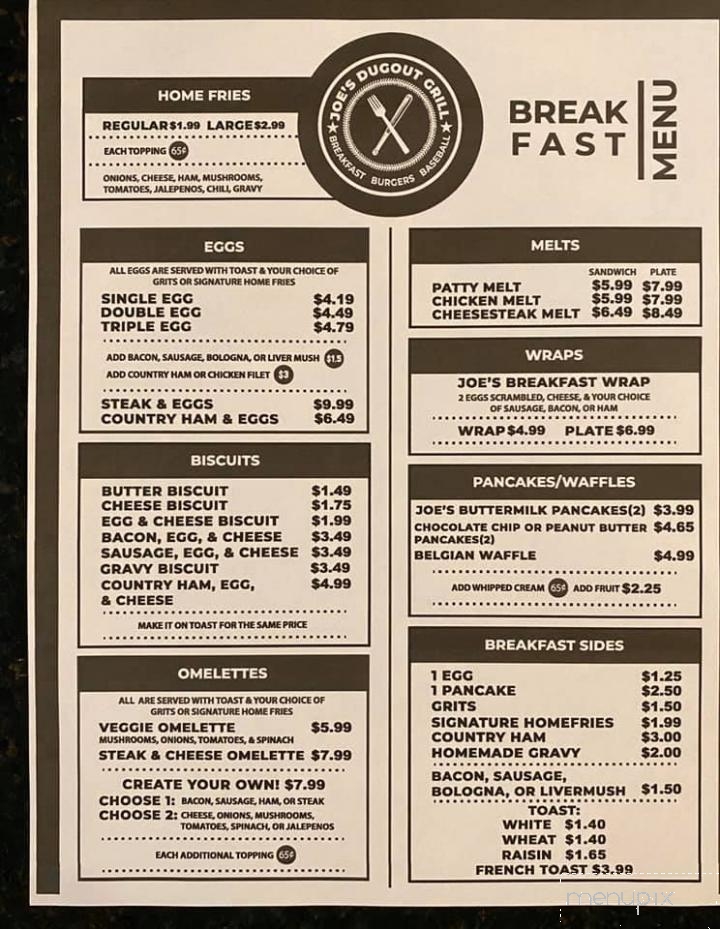 HOME FRIES
REGULAR $1.99 LARGE $2.99
EACH TOPPING 65¢
ONIONS, CHEESE, HAM, MUSHROOMS,
TOMATOES, JALEPENOS, CHILI, GRAVY
JOE'S DUGOUT GRILL
BREAKFAST BURGERS BASEBALL
BREAK
FAST
MENU
EGGS
ALL EGGS ARE SERVED WITH TOAST & YOUR CHOICE OF
GRITS OR SIGNATURE HOME FRIES
SINGLE EGG $4.19
DOUBLE EGG $4.49
TRIPLE EGG $4.79
ADD BACON, SAUSAGE, BOLOGNA, OR LIVER MUSH $1.5
ADD COUNTRY HAM OR CHICKEN FILET $3
STEAK & EGGS $9.99
COUNTRY HAM & EGGS $6.49
BISCUITS
BUTTER BISCUIT $1.49
CHEESE BISCUIT $1.75
EGG & CHEESE BISCUIT $1.99
BACON, EGG, & CHEESE $3.49
SAUSAGE, EGG, & CHEESE $3.49
GRAVY BISCUIT $3.49
COUNTRY HAM, EGG, $4.99
& CHEESE
MAKE IT ON TOAST FOR THE SAME PRICE
OMELETTES
ALL ARE SERVED WITH TOAST & YOUR CHOICE OF
GRITS OR SIGNATURE HOME FRIES
VEGGIE OMELETTE $5.99
MUSHROOMS, ONIONS, TOMATOES, & SPINACH
STEAK & CHEESE OMELETTE $7.99
CREATE YOUR OWN! $7.99
CHOOSE 1: BACON, SAUSAGE, HAM, OR STEAK
CHOOSE 2: CHEESE, ONIONS, MUSHROOMS,
TOMATOES, SPINACH, OR JALEPENOS
EACH ADDITIONAL TOPPING 65¢
MELTS
SANDWICH PLATE
PATTY MELT $5.99 $7.99
CHICKEN MELT $5.99 $7.99
CHEESESTEAK MELT $6.49 $8.49
WRAPS
JOE'S BREAKFAST WRAP
2 EGGS SCRAMBLED, CHEESE, & YOUR CHOICE
OF SAUSAGE, BACON, OR HAM
WRAP $4.99 PLATE $6.99
PANCAKES/WAFFLES
JOE'S BUTTERMILK PANCAKES(2) $3.99
CHOCOLATE CHIP OR PEANUT BUTTER $4.65
PANCAKES(2)
BELGIAN WAFFLE $4.99
ADD WHIPPED CREAM 65¢ ADD FRUIT $2.25
BREAKFAST SIDES
1 EGG $1.25
1 PANCAKE $2.50
GRITS $1.50
SIGNATURE HOMEFRIES $1.99
COUNTRY HAM $3.00
HOMEMADE GRAVY $2.00
BACON, SAUSAGE,
BOLOGNA, OR LIVERMUSH $1.50
TOAST:
WHITE $1.40
WHEAT $1.40
RAISIN $1.65
FRENCH TOAST $3.99
menupix